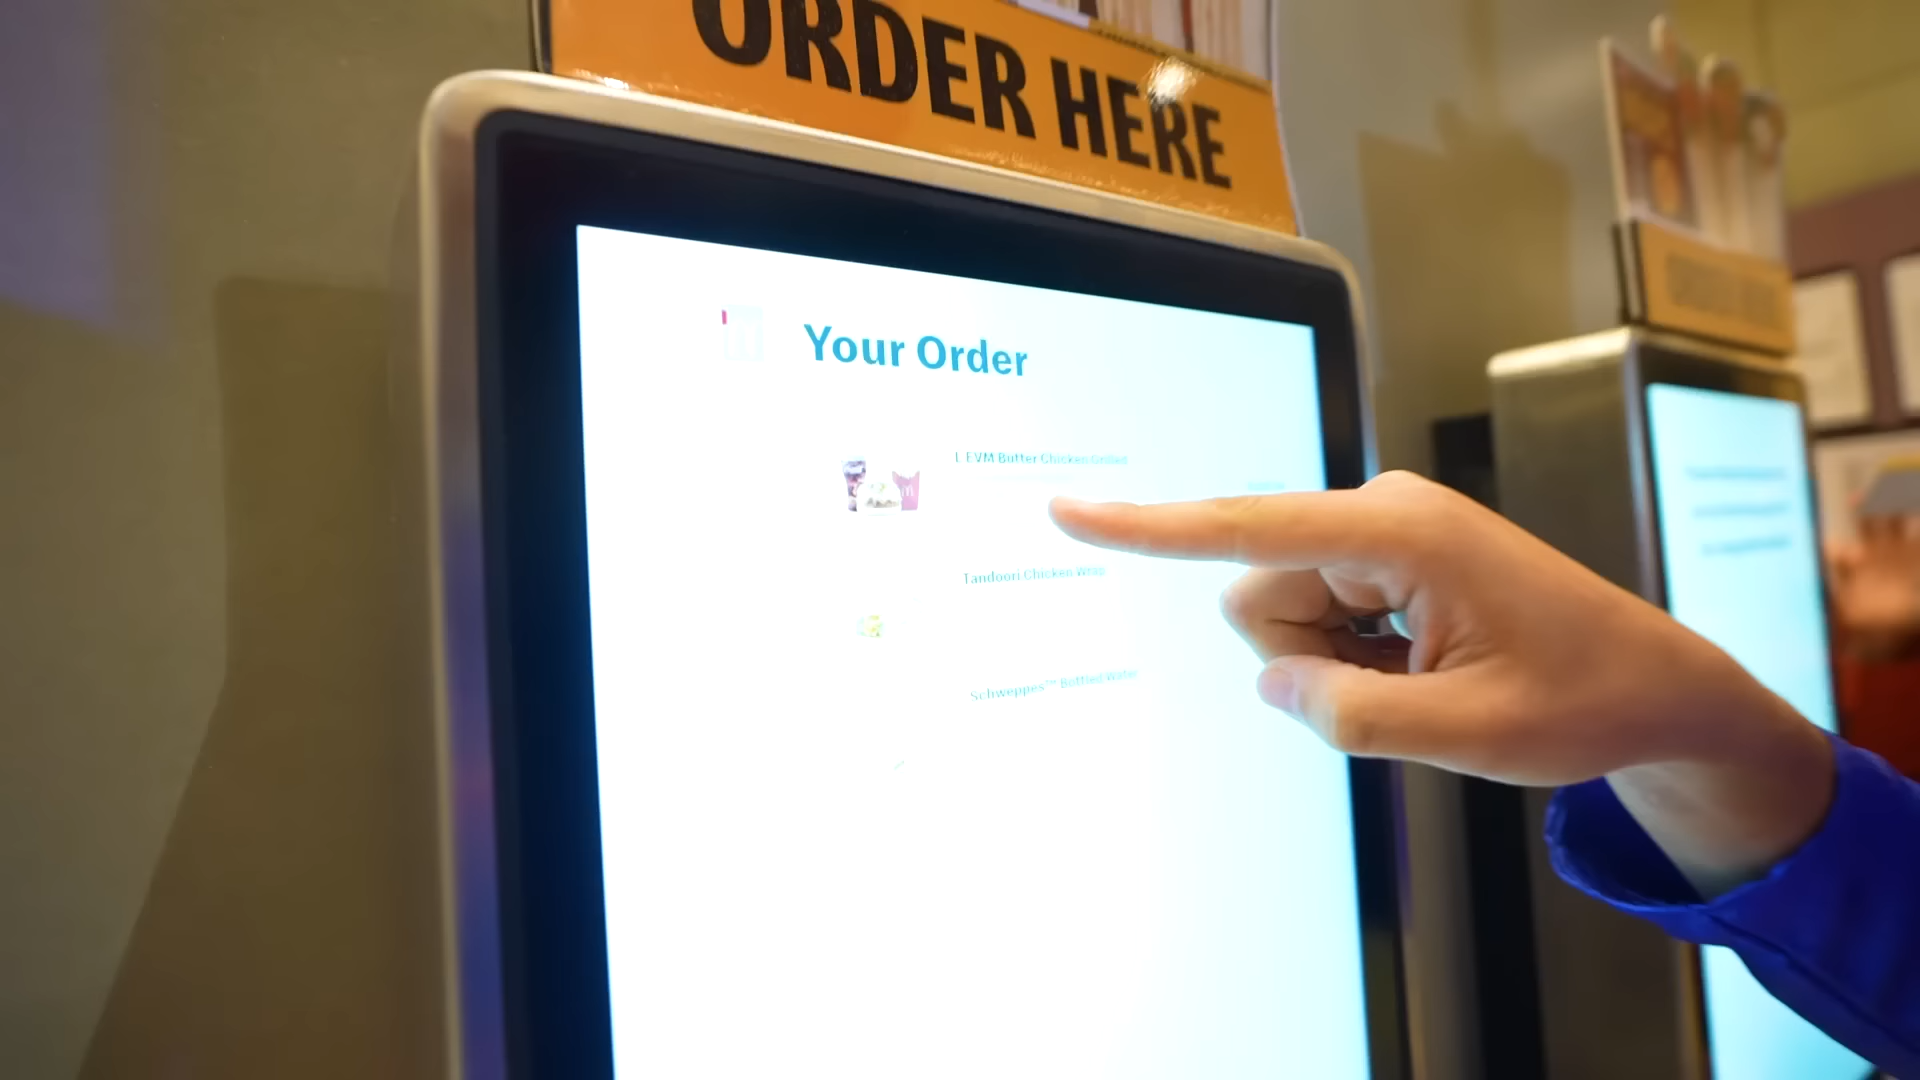 ORDER HERE
Your Order
L EVM Butter Chicken Grilled
Tandoori Chicken Wrap
Schweppes™ Bottled Water